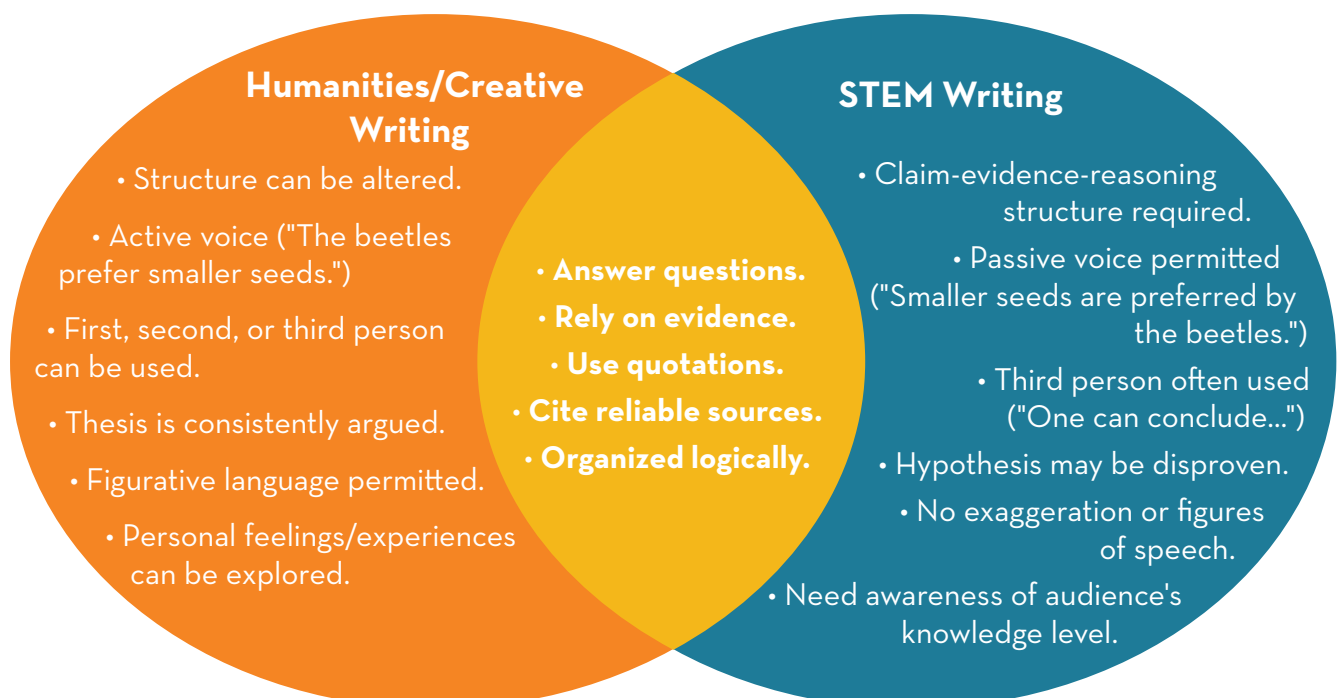 Humanities/Creative
Writing
• Structure can be altered.
• Active voice ("The beetles
prefer smaller seeds.")
• First, second, or third person
can be used.
• Thesis is consistently argued.
• Figurative language permitted.
• Personal feelings/experiences
can be explored.
• Answer questions.
• Rely on evidence.
• Use quotations.
• Cite reliable sources.
• Organized logically.
STEM Writing
• Claim-evidence-reasoning
structure required.
• Passive voice permitted
("Smaller seeds are preferred by
the beetles.")
• Third person often used
("One can conclude...")
• Hypothesis may be disproven.
• No exaggeration or figures
of speech.
• Need awareness of audience's
knowledge level.